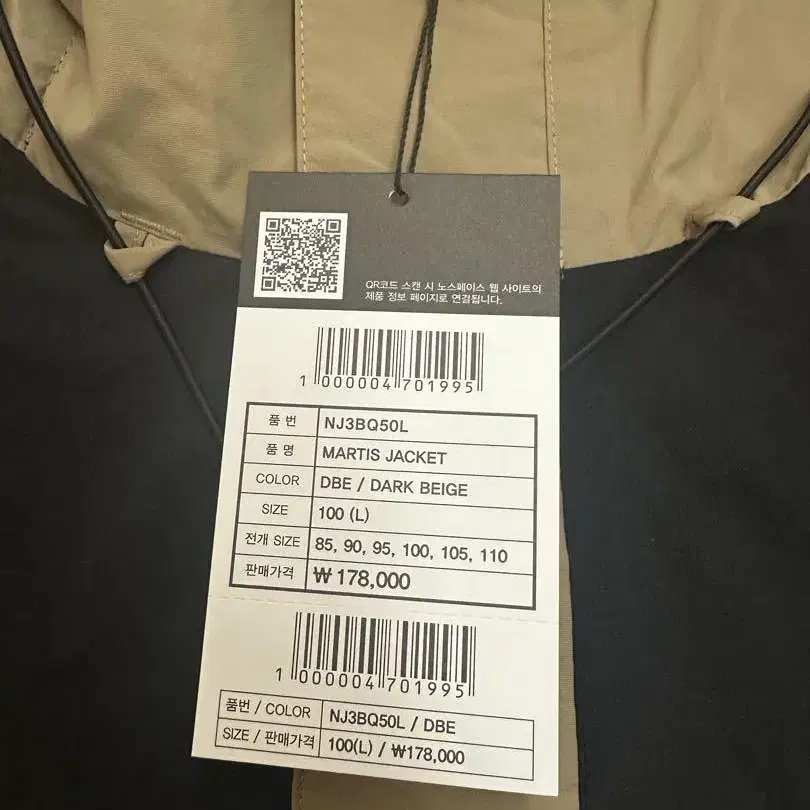 QR코드 스캔 시 노스페이스 웹 사이트의
제품 정보 페이지로 연결됩니다.
1 000004 701995
품 번 NJ3BQ50L
품 명 MARTIS JACKET
COLOR DBE / DARK BEIGE
SIZE 100 (L)
전개 SIZE 85, 90, 95, 100, 105, 110
판매가격 ₩ 178,000
1 000004 701995
품번 / COLOR NJ3BQ50L / DBE
SIZE / 판매가격 100(L) / ₩178,000